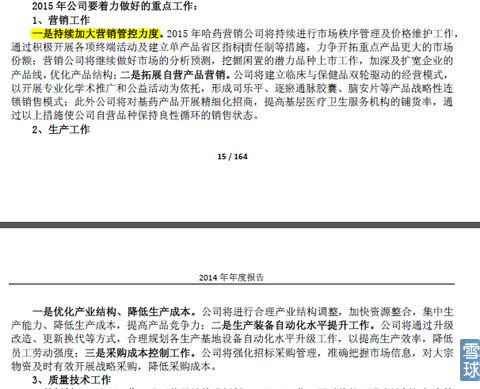 2015 年公司要着力做好的重点工作：
1、营销工作
一是持续加大营销管控力度。2015 年哈药营销公司将持续进行市场秩序管理及价格维护工作，
通过积极开展各项终端活动及建立单产品省区指标责任制等措施，力争开拓重点产品更大的市场
份额；营销公司将继续做好市场的分析预测，挖掘闲置的潜力品种上市工作，加深及扩宽企业的
产品线，优化产品结构；二是拓展自营产品营销。公司将建立临床与保健品双轮驱动的经营模式，
以开展专业化学术推广和公益活动为依托，形成司乐平、逐瘀通脉胶囊、脑安片等产品战略性连
锁销售模式；此外公司将对基药产品开展精细化招商，提高基层医疗卫生服务机构的铺货率，通
过以上措施使公司自营品种保持良性循环的销售状态。
2、生产工作
15 / 164
2014 年年度报告
一是优化产业结构、降低生产成本。公司将进行合理产业结构调整，加快资源整合，集中生
产能力、降低生产成本，提高产品竞争力；二是生产装备自动化水平提升工作。公司将通过升级
改造、更新换代等方式，合理规划各生产基地设备自动化水平升级工作，以提高生产效率，降低
员工劳动强度；三是采购成本控制工作。公司将强化招标采购管理，准确把握市场信息，对大宗
物资及时有效开展战略采购，降低采购成本。
3、质量技术工作
雪球